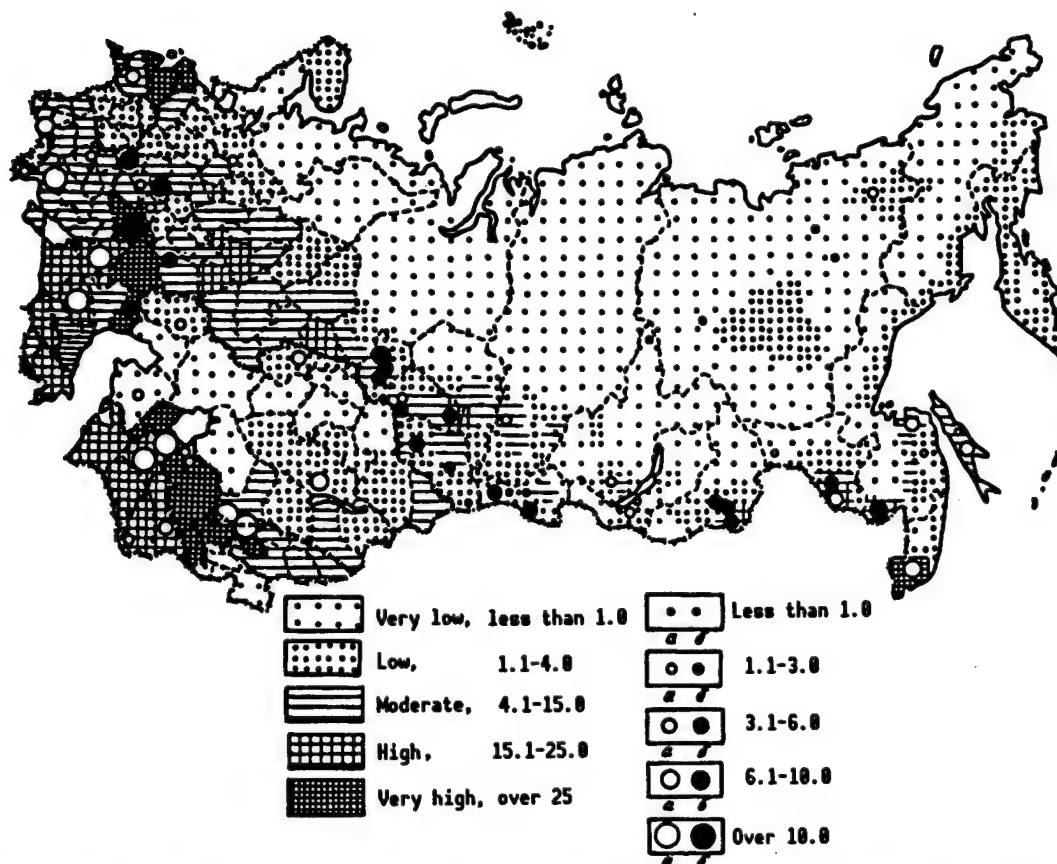 Very low, less than 1.0
Low, 1.1-4.0
Moderate, 4.1-15.0
High, 15.1-25.0
Very high, over 25
Less than 1.0
a б
1.1-3.0
a б
3.1-6.0
a б
6.1-10.0
a б
Over 10.0
a б